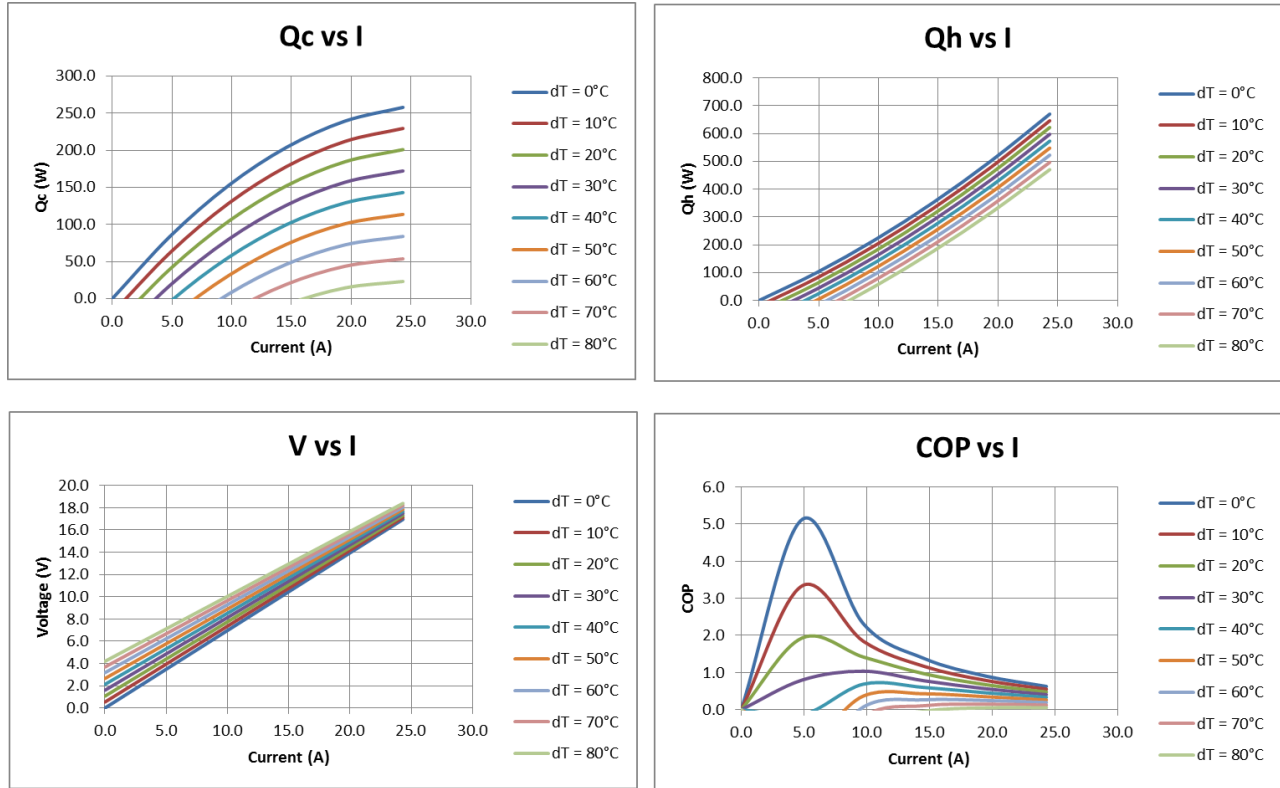 Qc vs I
300.0
250.0
200.0
150.0
100.0
50.0
0.0
Qc (W)
0.0 5.0 10.0 15.0 20.0 25.0 30.0
Current (A)
dT = 0°C
dT = 10°C
dT = 20°C
dT = 30°C
dT = 40°C
dT = 50°C
dT = 60°C
dT = 70°C
dT = 80°C
Qh vs I
800.0
700.0
600.0
500.0
400.0
300.0
200.0
100.0
0.0
Qh (W)
0.0 5.0 10.0 15.0 20.0 25.0 30.0
Current (A)
dT = 0°C
dT = 10°C
dT = 20°C
dT = 30°C
dT = 40°C
dT = 50°C
dT = 60°C
dT = 70°C
dT = 80°C
V vs I
20.0
18.0
16.0
14.0
12.0
10.0
8.0
6.0
4.0
2.0
0.0
Voltage (V)
0.0 5.0 10.0 15.0 20.0 25.0 30.0
Current (A)
dT = 0°C
dT = 10°C
dT = 20°C
dT = 30°C
dT = 40°C
dT = 50°C
dT = 60°C
dT = 70°C
dT = 80°C
COP vs I
6.0
5.0
4.0
3.0
2.0
1.0
0.0
COP
0.0 5.0 10.0 15.0 20.0 25.0 30.0
Current (A)
dT = 0°C
dT = 10°C
dT = 20°C
dT = 30°C
dT = 40°C
dT = 50°C
dT = 60°C
dT = 70°C
dT = 80°C